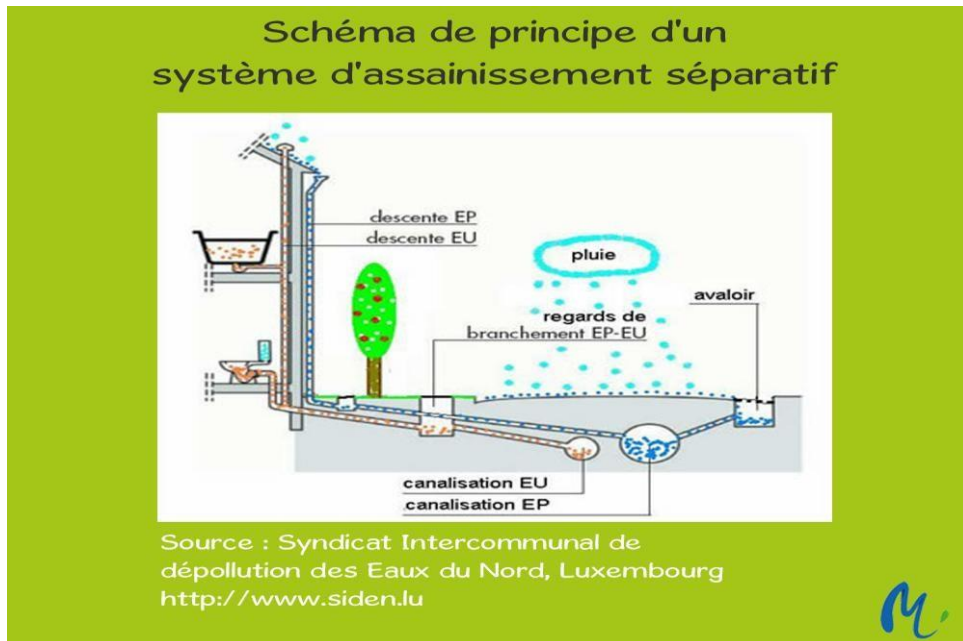 Schéma de principe d'un
système d'assainissement séparatif
descente EP
descente EU
pluie
avaloir
regards de
branchement EP-EU
canalisation EU
canalisation EP
Source : Syndicat Intercommunal de
dépollution des Eaux du Nord, Luxembourg
http://www.siden.lu
M